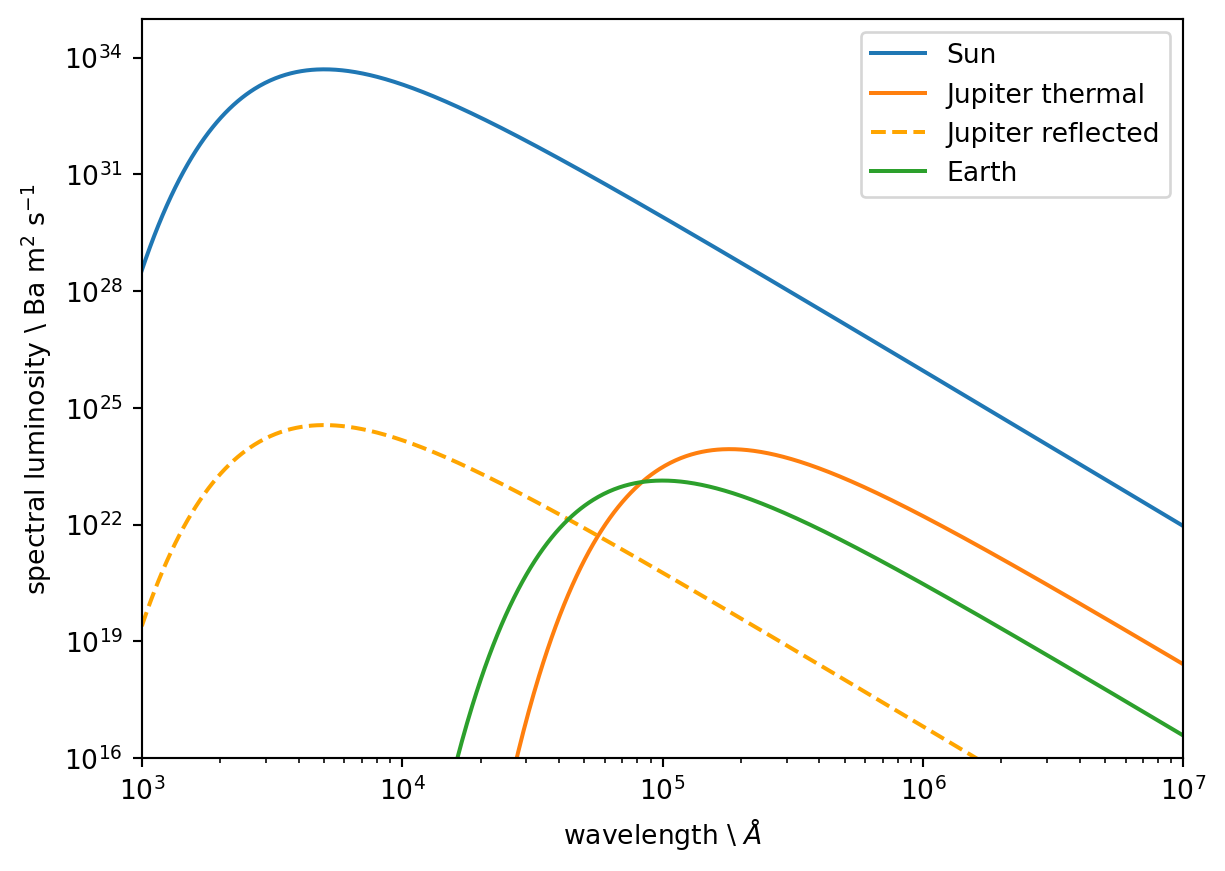 10^34
10^31
10^28
10^25
10^22
10^19
10^16
spectral luminosity \ Ba m² s⁻¹
Sun
Jupiter thermal
Jupiter reflected
Earth
10^3 10^4 10^5 10^6 10^7
wavelength \ Å